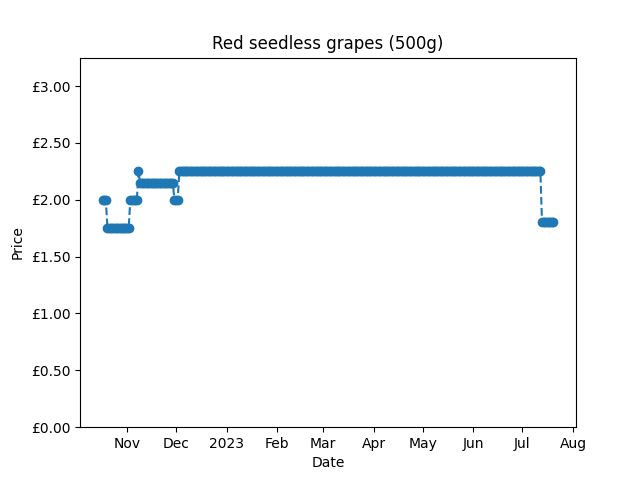 Red seedless grapes (500g)
£3.00
£2.50
£2.00
£1.50
£1.00
£0.50
£0.00
Price
Nov Dec 2023 Feb Mar Apr May Jun Jul Aug
Date